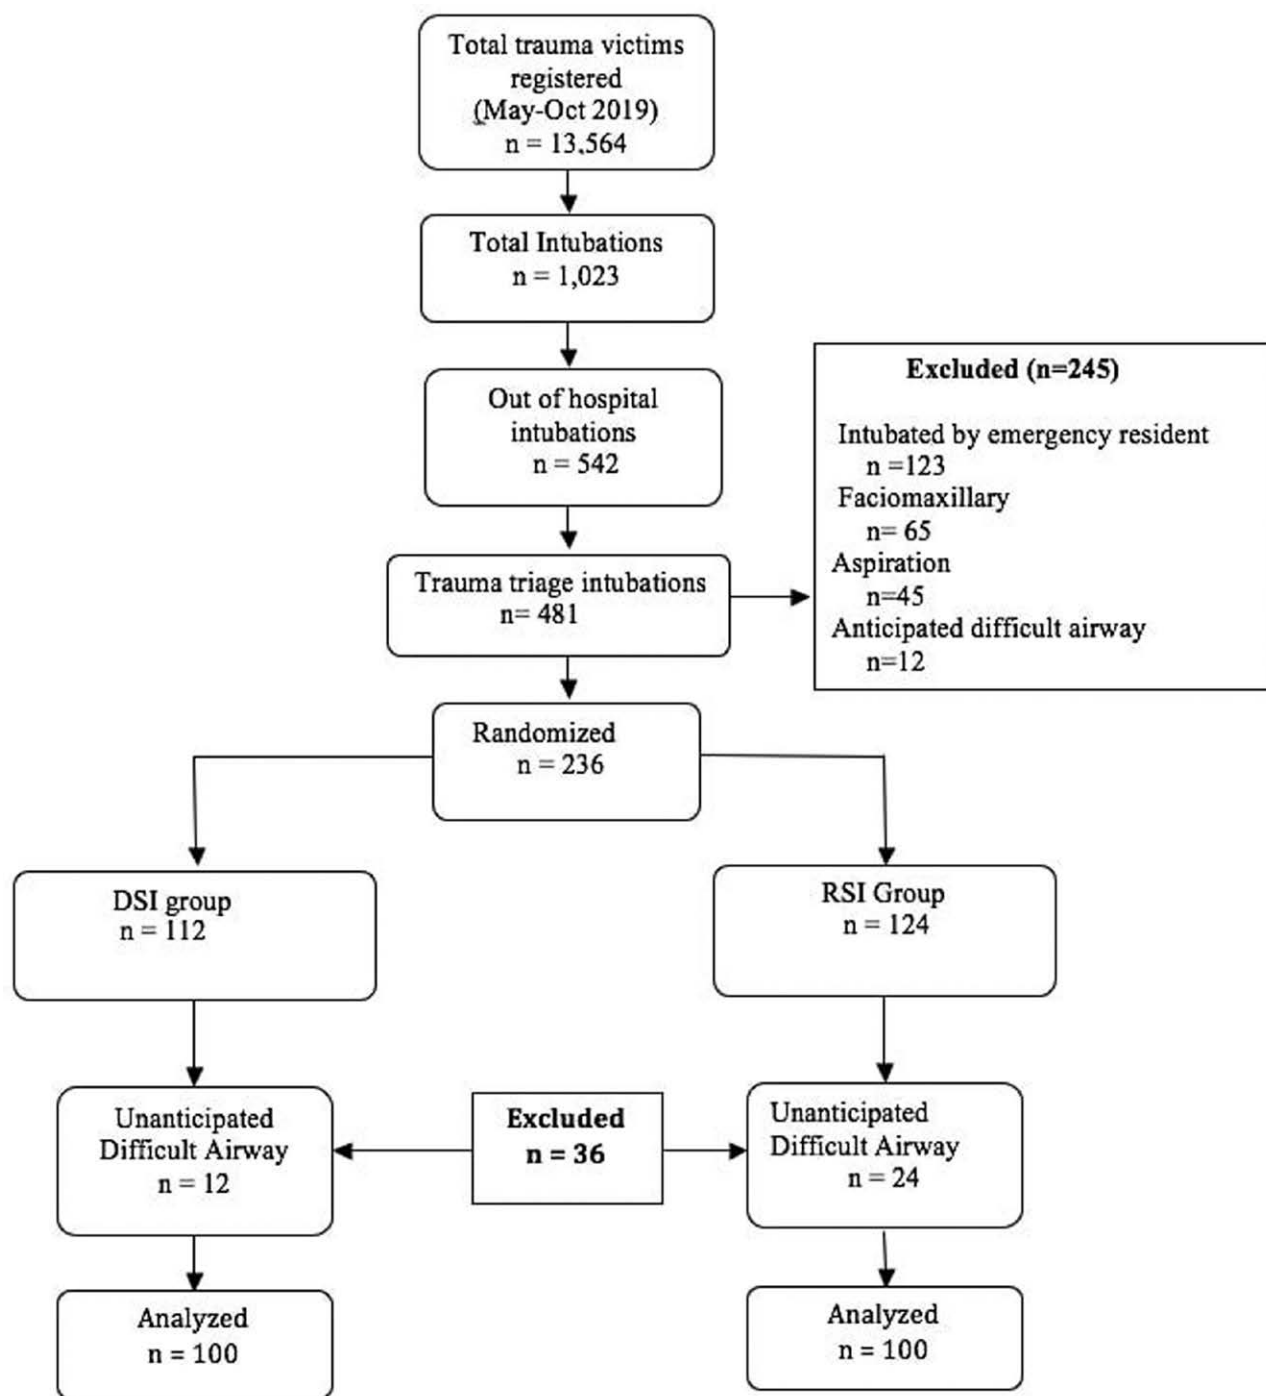 Total trauma victims
registered
(May-Oct 2019)
n = 13,564
Total Intubations
n = 1,023
Out of hospital
intubations
n = 542
Excluded (n=245)
Intubated by emergency resident
n =123
Faciomaxillary
n= 65
Aspiration
n=45
Anticipated difficult airway
n=12
Trauma triage intubations
n= 481
Randomized
n = 236
DSI group
n = 112
RSI Group
n = 124
Unanticipated
Difficult Airway
n = 12
Excluded
n = 36
Unanticipated
Difficult Airway
n = 24
Analyzed
n = 100
Analyzed
n = 100